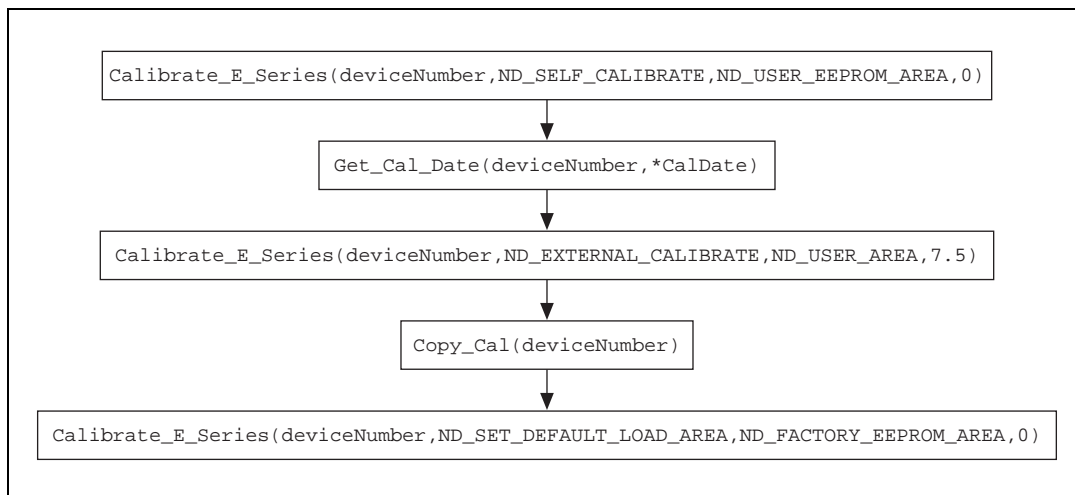 Calibrate_E_Series(deviceNumber,ND_SELF_CALIBRATE,ND_USER_EEPROM_AREA,0)
Get_Cal_Date(deviceNumber,*CalDate)
Calibrate_E_Series(deviceNumber,ND_EXTERNAL_CALIBRATE,ND_USER_AREA,7.5)
Copy_Cal(deviceNumber)
Calibrate_E_Series(deviceNumber,ND_SET_DEFAULT_LOAD_AREA,ND_FACTORY_EEPROM_AREA,0)